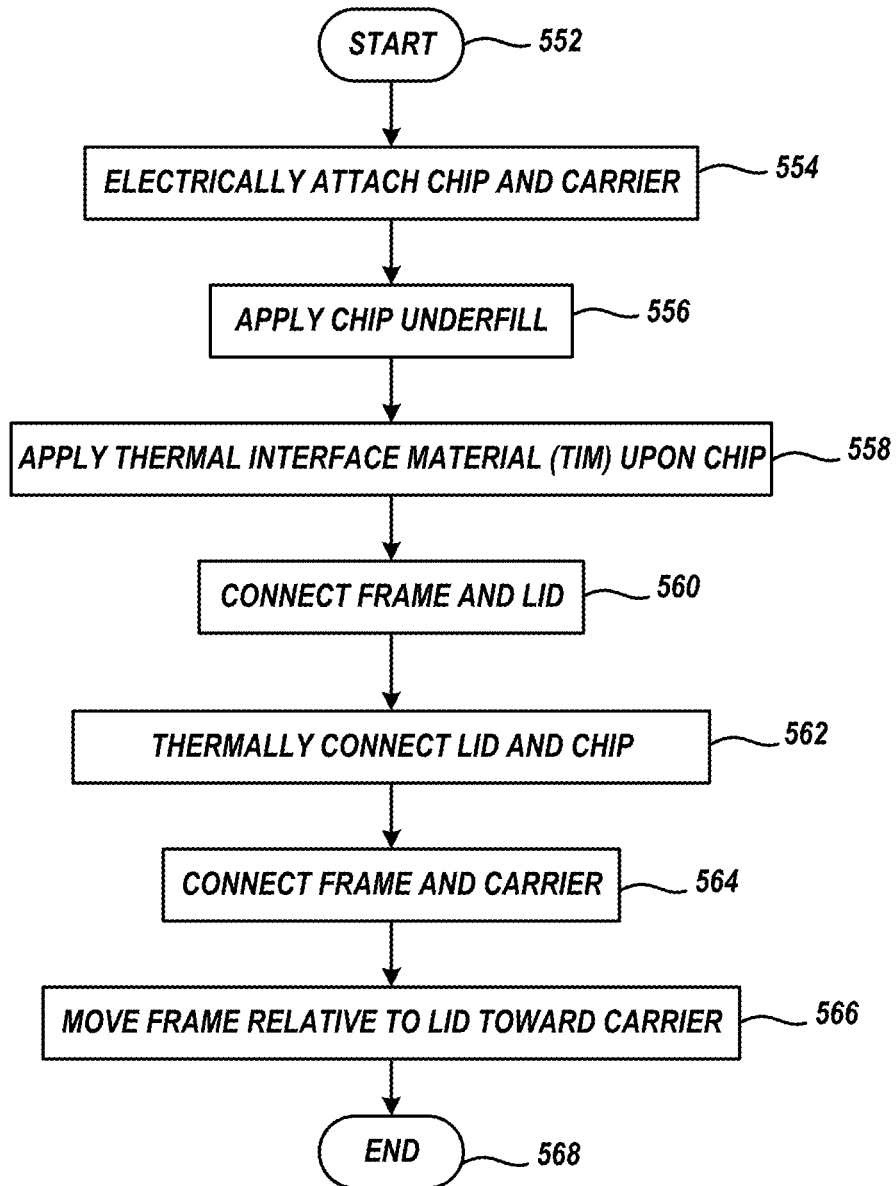 START 552
ELECTRICALLY ATTACH CHIP AND CARRIER 554
APPLY CHIP UNDERFILL 556
APPLY THERMAL INTERFACE MATERIAL (TIM) UPON CHIP 558
CONNECT FRAME AND LID 560
THERMALLY CONNECT LID AND CHIP 562
CONNECT FRAME AND CARRIER 564
MOVE FRAME RELATIVE TO LID TOWARD CARRIER 566
END 568